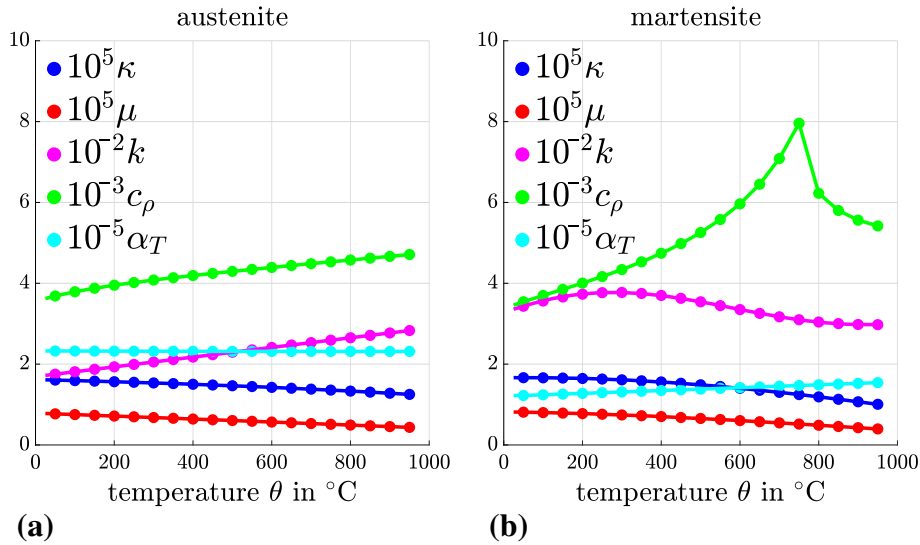 austenite
10
8
6
4
2
0
10⁵κ
10⁵μ
10⁻²k
10⁻³c_ρ
10⁻⁵α_T
0 200 400 600 800 1000
temperature θ in °C
(a)
martensite
10
8
6
4
2
0
10⁵κ
10⁵μ
10⁻²k
10⁻³c_ρ
10⁻⁵α_T
0 200 400 600 800 1000
temperature θ in °C
(b)